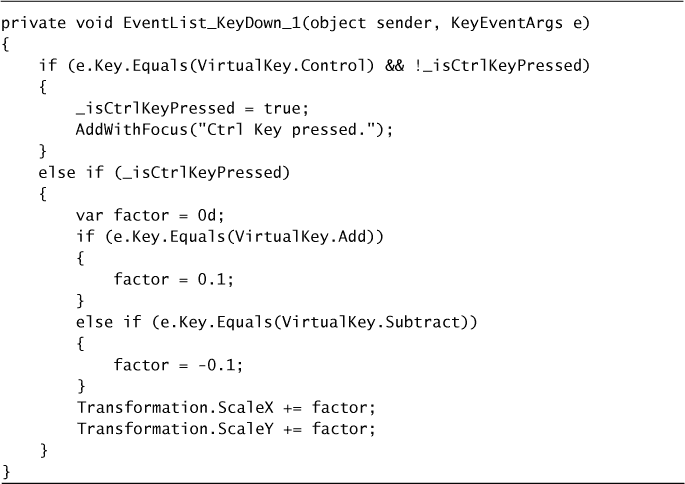 private void EventList_KeyDown_1(object sender, KeyEventArgs e)
{
    if (e.Key.Equals(VirtualKey.Control) && !_isCtrlKeyPressed)
    {
        _isCtrlKeyPressed = true;
        AddWithFocus("Ctrl Key pressed.");
    }
    else if (_isCtrlKeyPressed)
    {
        var factor = 0d;
        if (e.Key.Equals(VirtualKey.Add))
        {
            factor = 0.1;
        }
        else if (e.Key.Equals(VirtualKey.Subtract))
        {
            factor = -0.1;
        }
        Transformation.ScaleX += factor;
        Transformation.ScaleY += factor;
    }
}